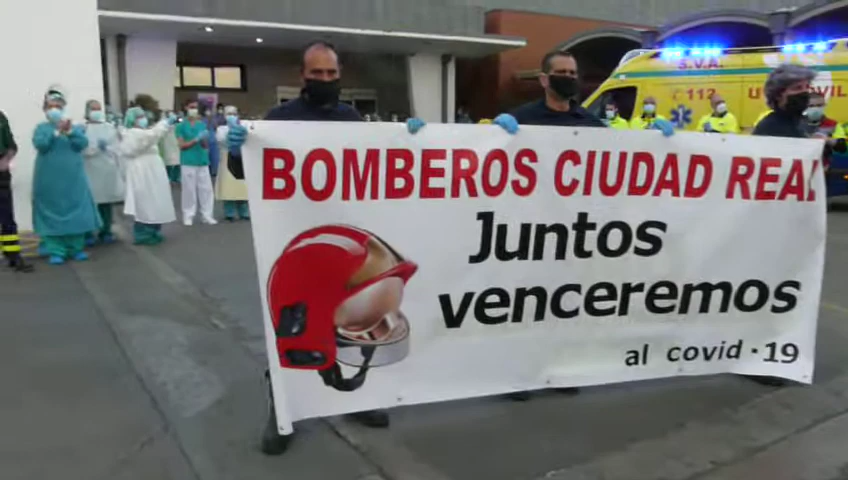 BOMBEROS CIUDAD REAL
Juntos
venceremos
al covid - 19
S.V.A.
112